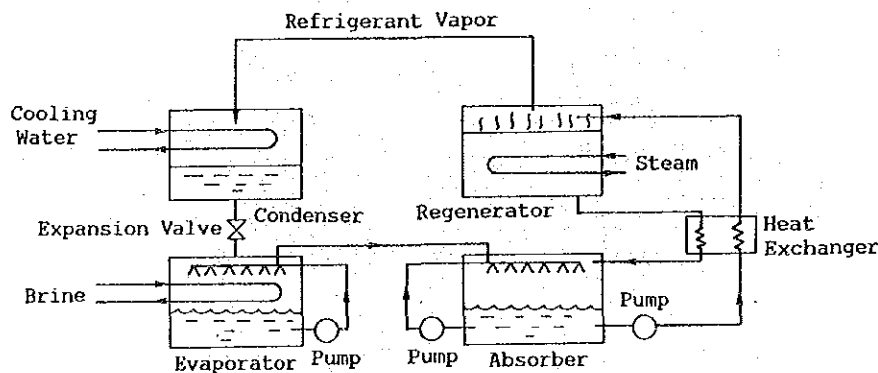 Refrigerant Vapor
Cooling
Water
Steam
Condenser
Regenerator
Expansion Valve
Heat
Exchanger
Brine
Pump
Evaporator
Pump
Pump
Absorber